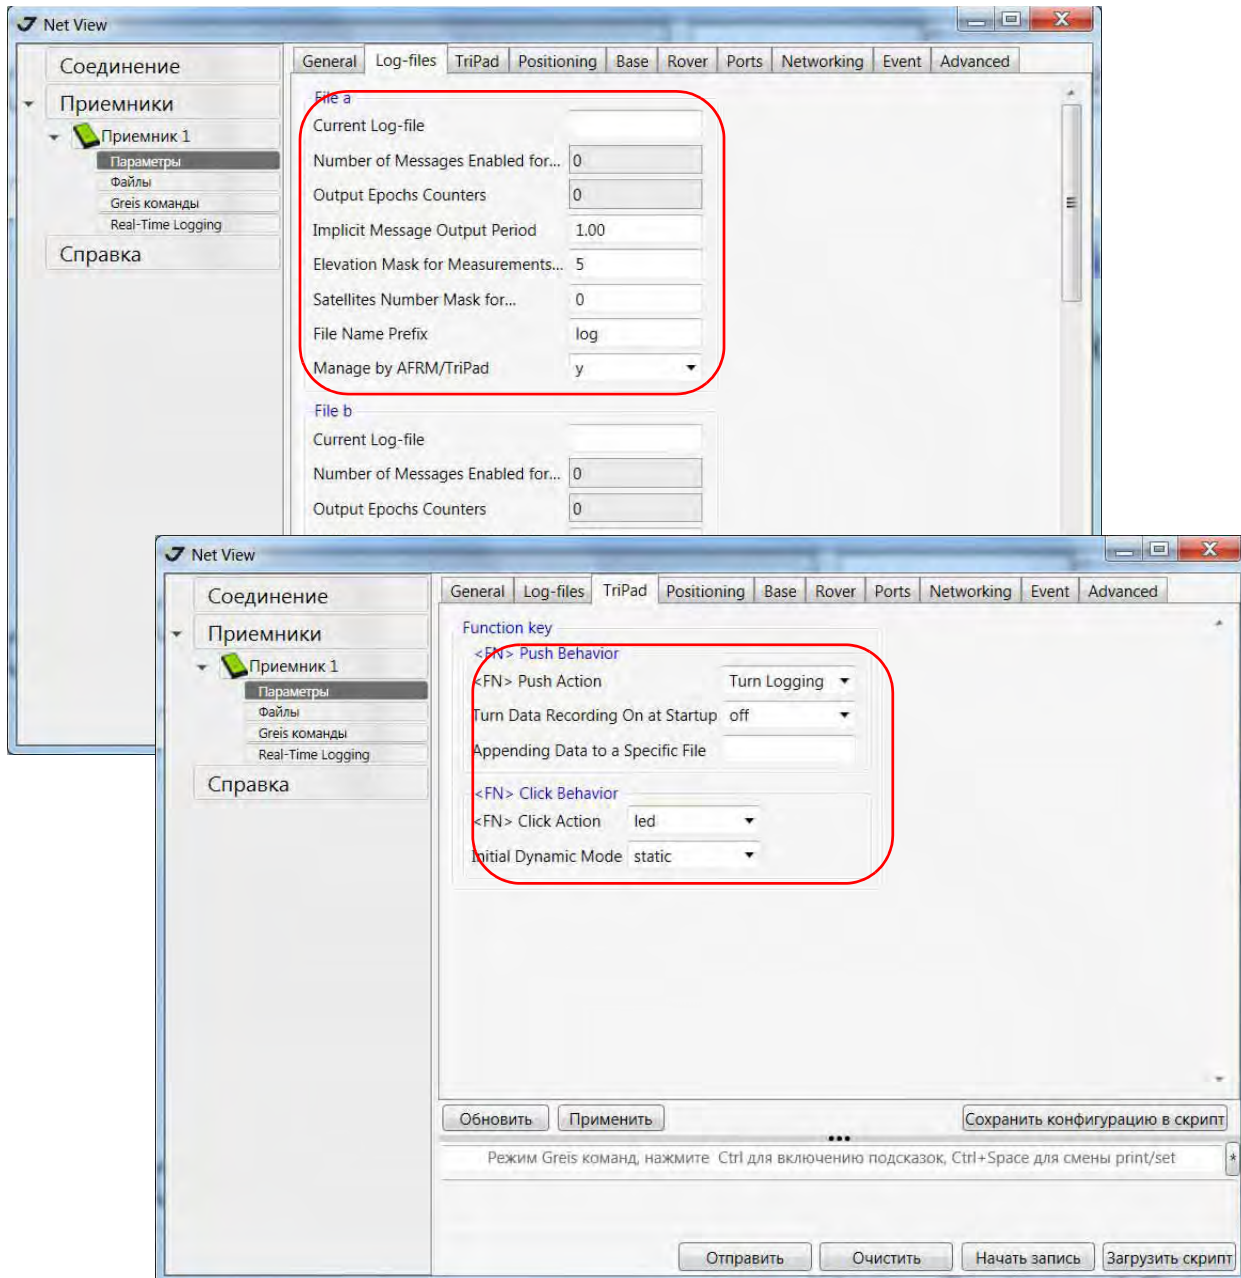 Net View
Соединение
Приемники
Приемник 1
Параметры
Файлы
Greis команды
Real-Time Logging
Справка
General Log-files TriPad Positioning Base Rover Ports Networking Event Advanced
File a
Current Log-file
Number of Messages Enabled for... 0
Output Epochs Counters 0
Implicit Message Output Period 1.00
Elevation Mask for Measurements... 5
Satellites Number Mask for... 0
File Name Prefix log
Manage by AFRM/TriPad y
File b
Current Log-file
Number of Messages Enabled for... 0
Output Epochs Counters 0
Net View
Соединение
Приемники
Приемник 1
Параметры
Файлы
Greis команды
Real-Time Logging
Справка
General Log-files TriPad Positioning Base Rover Ports Networking Event Advanced
Function key
<FN> Push Behavior
<FN> Push Action Turn Logging
Turn Data Recording On at Startup off
Appending Data to a Specific File
<FN> Click Behavior
<FN> Click Action led
Initial Dynamic Mode static
Обновить Применить Сохранить конфигурацию в скрипт
Режим Greis команд, нажмите Ctrl для включению подсказок, Ctrl+Space для смены print/set *
Отправить Очистить Начать запись Загрузить скрипт